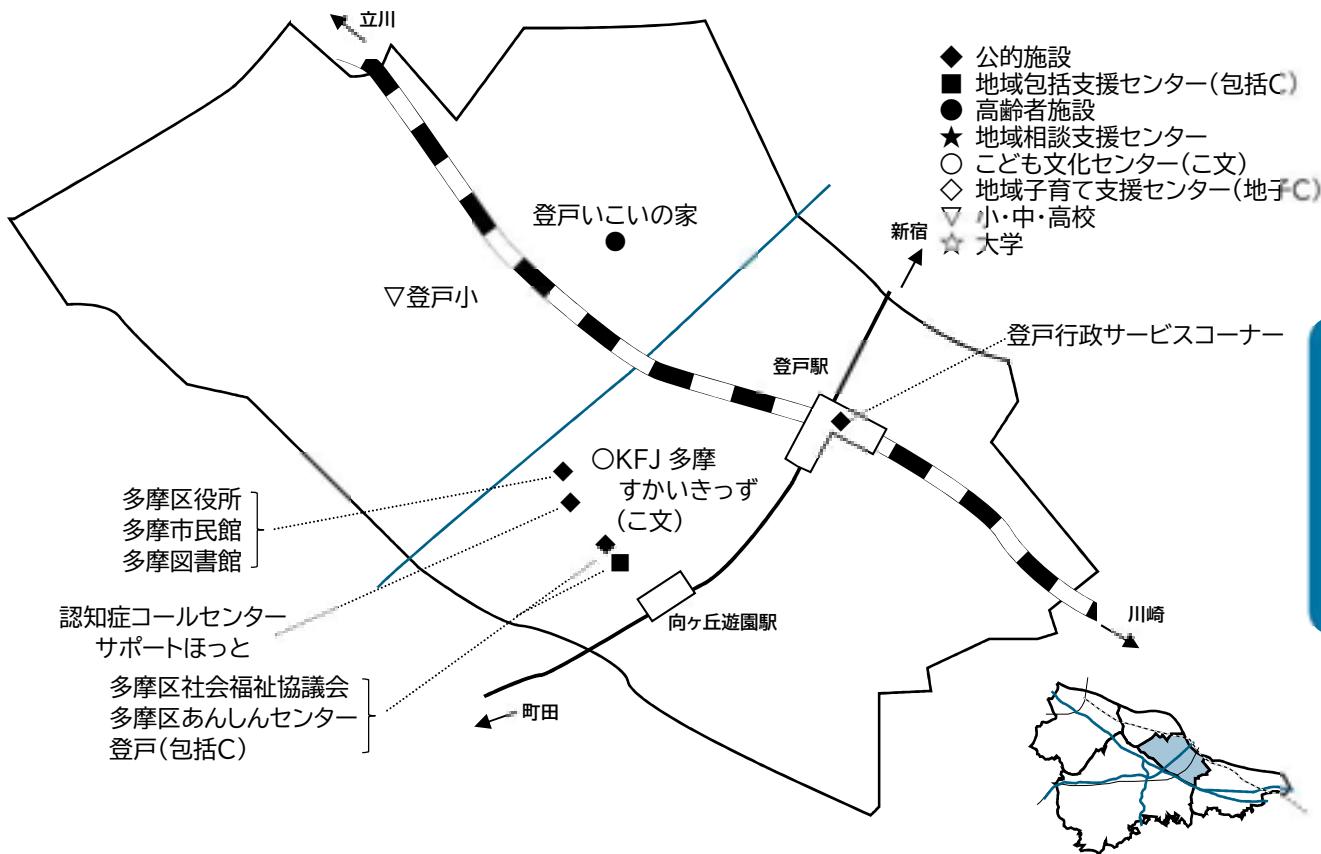 立川
◆ 公的施設
■ 地域包括支援センター(包括C)
● 高齢者施設
★ 地域相談支援センター
○ こども文化センター(こ文)
◇ 地域子育て支援センター(地子C)
▽ 小・中・高校
☆ 大学
登戸いこいの家
新宿
▽登戸小
登戸行政サービスコーナー
登戸駅
○KFJ 多摩
すかいきっず
(こ文)
多摩区役所
多摩市民館
多摩図書館
認知症コールセンター
サポートほっと
向ヶ丘遊園駅
川崎
多摩区社会福祉協議会
多摩区あんしんセンター
登戸(包括C)
町田